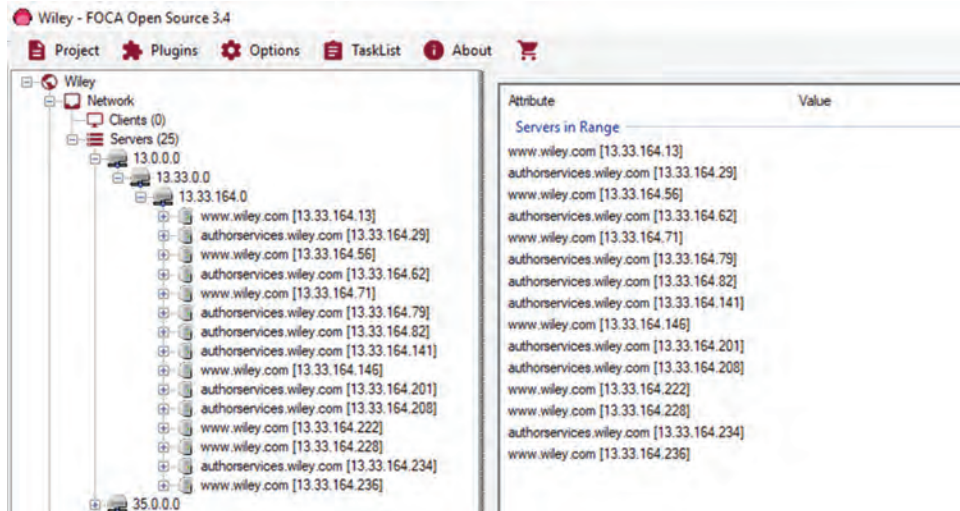 Wiley - FOCA Open Source 3.4
Project Plugins Options TaskList About
Wiley
Network
Clients (0)
Servers (25)
13.0.0.0
13.33.0.0
13.33.164.0
www.wiley.com [13.33.164.13]
authorservices.wiley.com [13.33.164.29]
www.wiley.com [13.33.164.56]
authorservices.wiley.com [13.33.164.62]
www.wiley.com [13.33.164.71]
authorservices.wiley.com [13.33.164.79]
authorservices.wiley.com [13.33.164.82]
authorservices.wiley.com [13.33.164.141]
www.wiley.com [13.33.164.146]
authorservices.wiley.com [13.33.164.201]
authorservices.wiley.com [13.33.164.208]
www.wiley.com [13.33.164.222]
www.wiley.com [13.33.164.228]
authorservices.wiley.com [13.33.164.234]
www.wiley.com [13.33.164.236]
35.0.0.0
Attribute Value
Servers in Range
www.wiley.com [13.33.164.13]
authorservices.wiley.com [13.33.164.29]
www.wiley.com [13.33.164.56]
authorservices.wiley.com [13.33.164.62]
www.wiley.com [13.33.164.71]
authorservices.wiley.com [13.33.164.79]
authorservices.wiley.com [13.33.164.82]
authorservices.wiley.com [13.33.164.141]
www.wiley.com [13.33.164.146]
authorservices.wiley.com [13.33.164.201]
authorservices.wiley.com [13.33.164.208]
www.wiley.com [13.33.164.222]
www.wiley.com [13.33.164.228]
authorservices.wiley.com [13.33.164.234]
www.wiley.com [13.33.164.236]